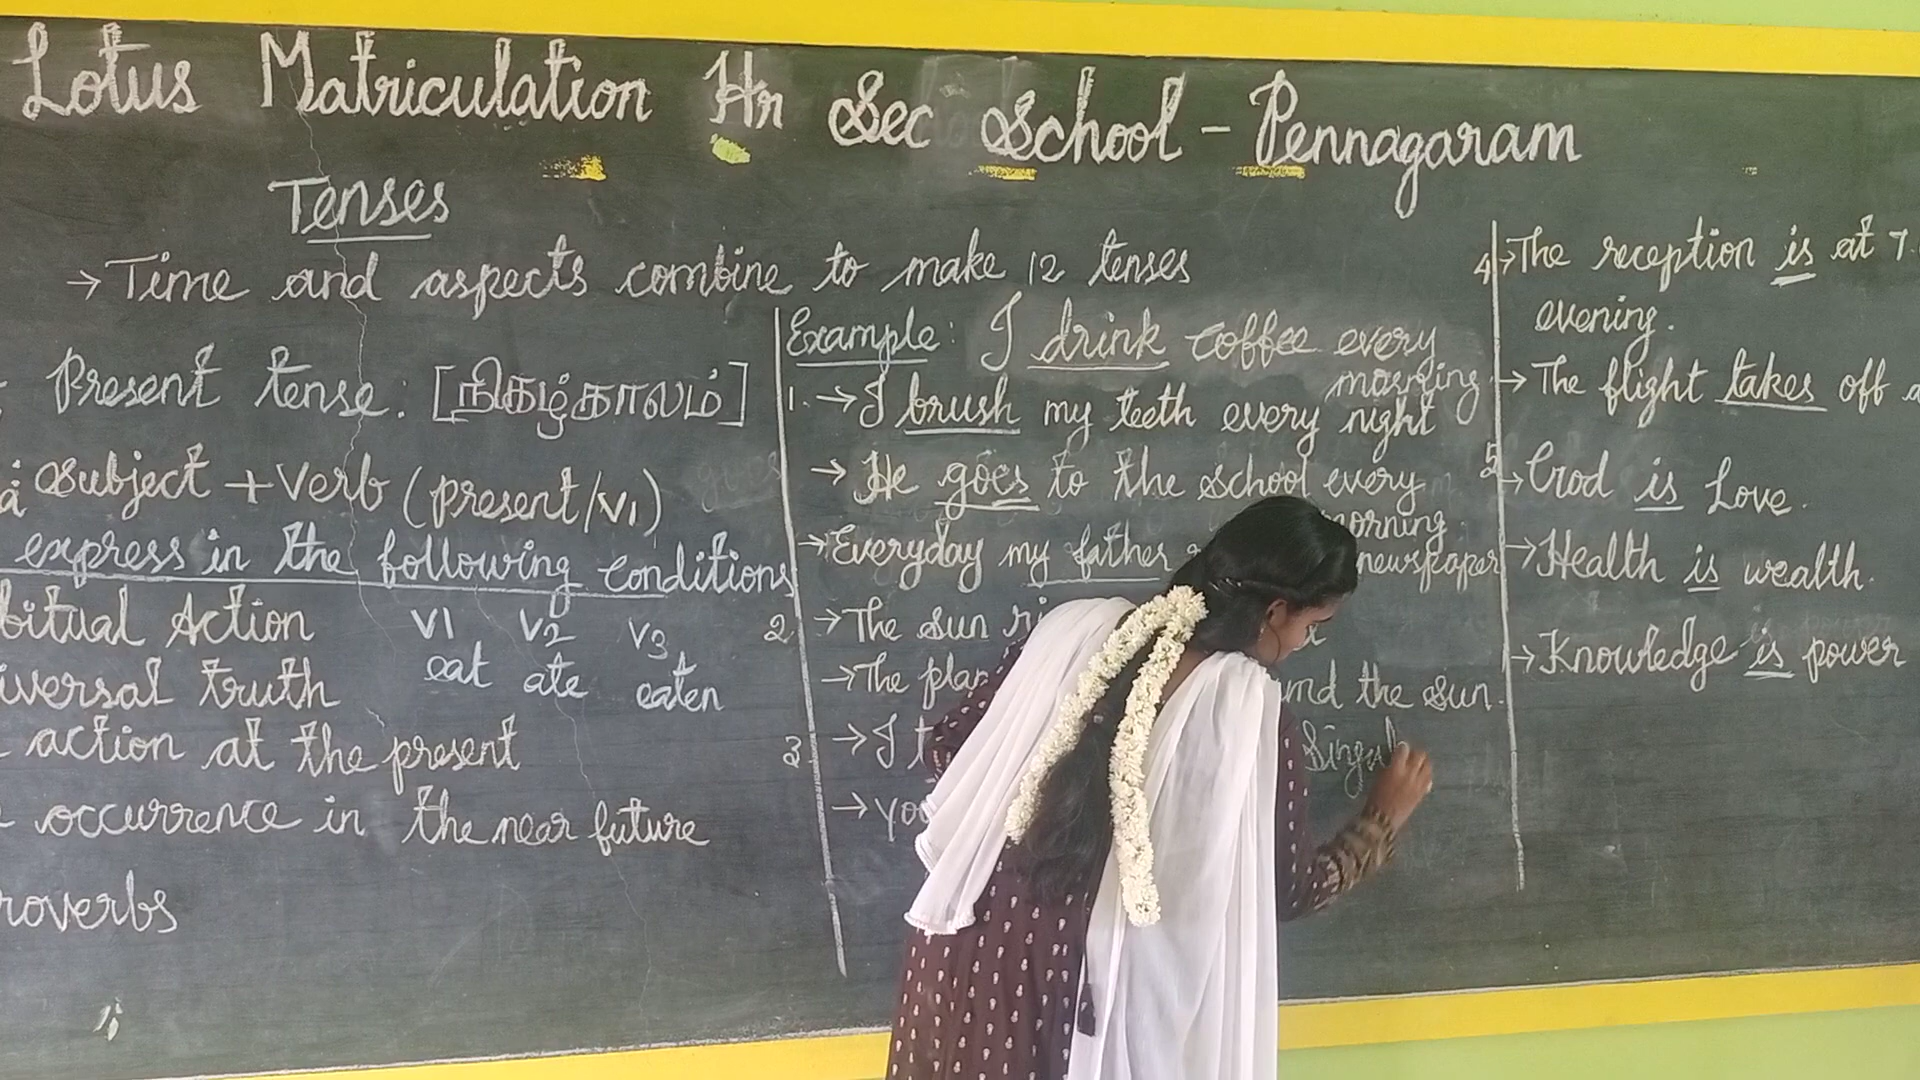 Lotus Matriculation Hr Sec School - Pennagaram
Tenses
→ Time and aspects combine to make 12 tenses
Present tense: [நிகழ்காலம்]
Subject + Verb (present/V1)
express in the following conditions
bitual Action
V1 V2 V3
eat ate eaten
iversal truth
action at the present
occurrence in the near future
roverbs
Example: I drink coffee every
morning
1. → I brush my teeth every night
→ He goes to the school every
morning.
→ Everyday my father newspaper
2. → The sun
→ The and the sun.
3. → I
→
4. → The reception is at 7.
evening.
→ The flight takes off
5. → God is Love.
→ Health is wealth.
→ Knowledge is power